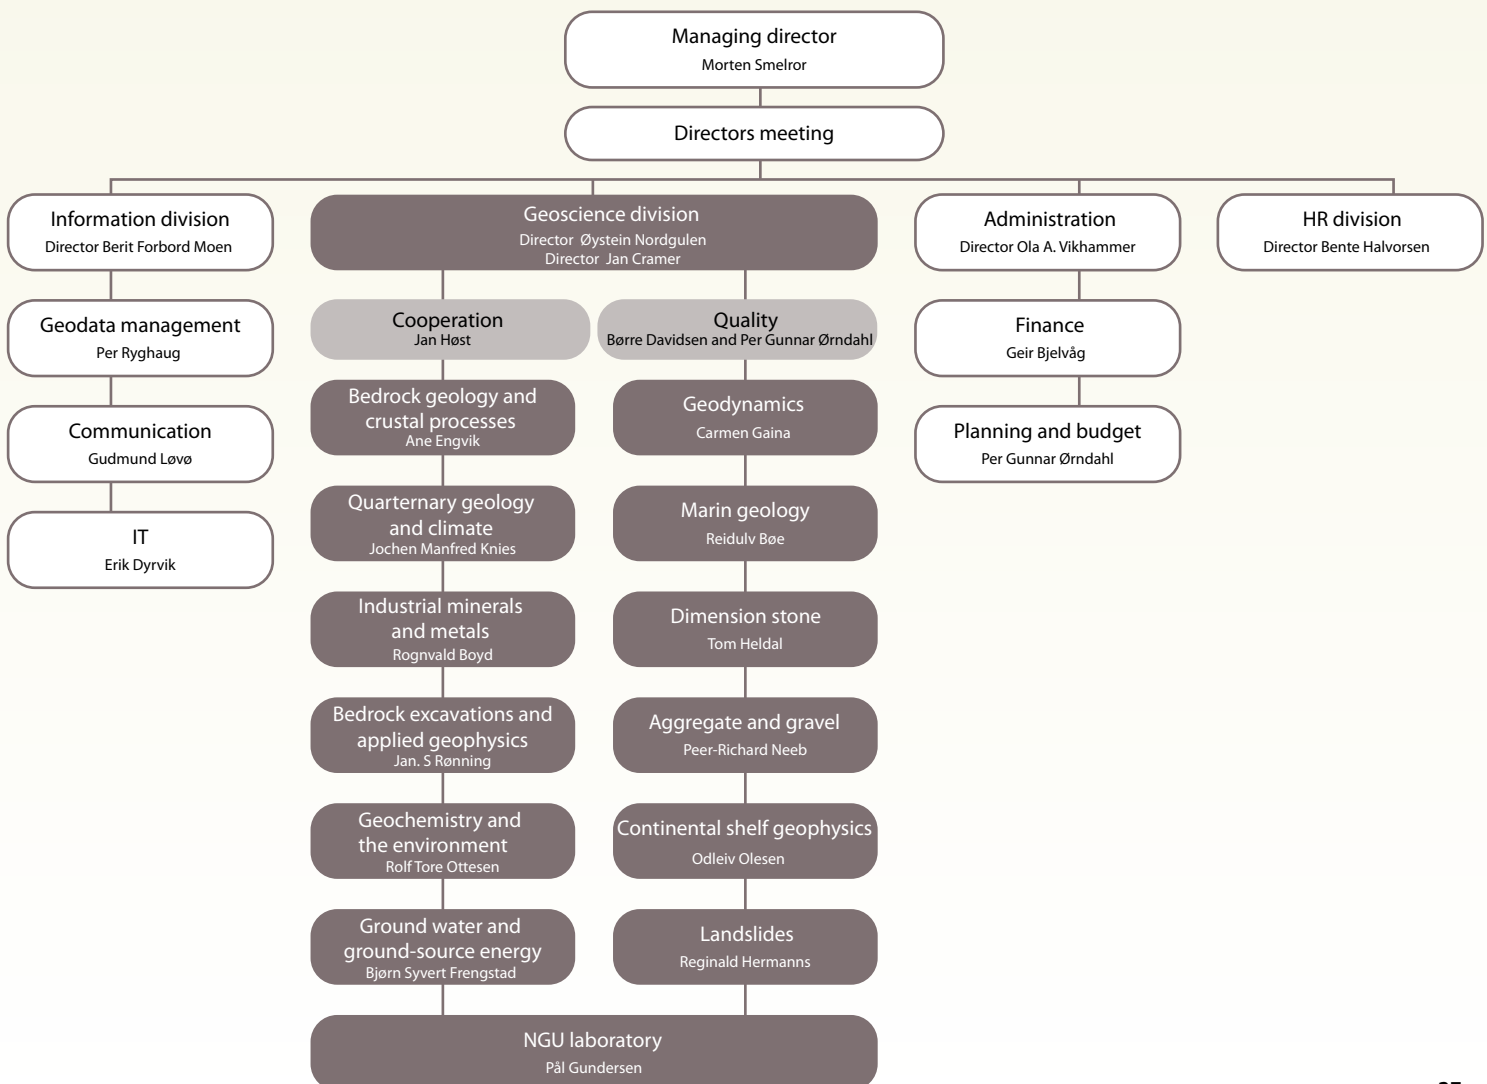 Managing director
Morten Smelror
Directors meeting
Information division
Director Berit Forbord Moen
Geodata management
Per Ryghaug
Communication
Gudmund Løvø
IT
Erik Dyrvik
Geoscience division
Director Øystein Nordgulen
Director Jan Cramer
Cooperation
Jan Høst
Bedrock geology and
crustal processes
Ane Engvik
Quarternary geology
and climate
Jochen Manfred Knies
Industrial minerals
and metals
Rognvald Boyd
Bedrock excavations and
applied geophysics
Jan. S Rønning
Geochemistry and
the environment
Rolf Tore Ottesen
Ground water and
ground-source energy
Bjørn Syvert Frengstad
Quality
Børre Davidsen and Per Gunnar Ørndahl
Geodynamics
Carmen Gaina
Marin geology
Reidulv Bøe
Dimension stone
Tom Heldal
Aggregate and gravel
Peer-Richard Neeb
Continental shelf geophysics
Odleiv Olesen
Landslides
Reginald Hermanns
NGU laboratory
Pål Gundersen
Administration
Director Ola A. Vikhammer
Finance
Geir Bjelvåg
Planning and budget
Per Gunnar Ørndahl
HR division
Director Bente Halvorsen